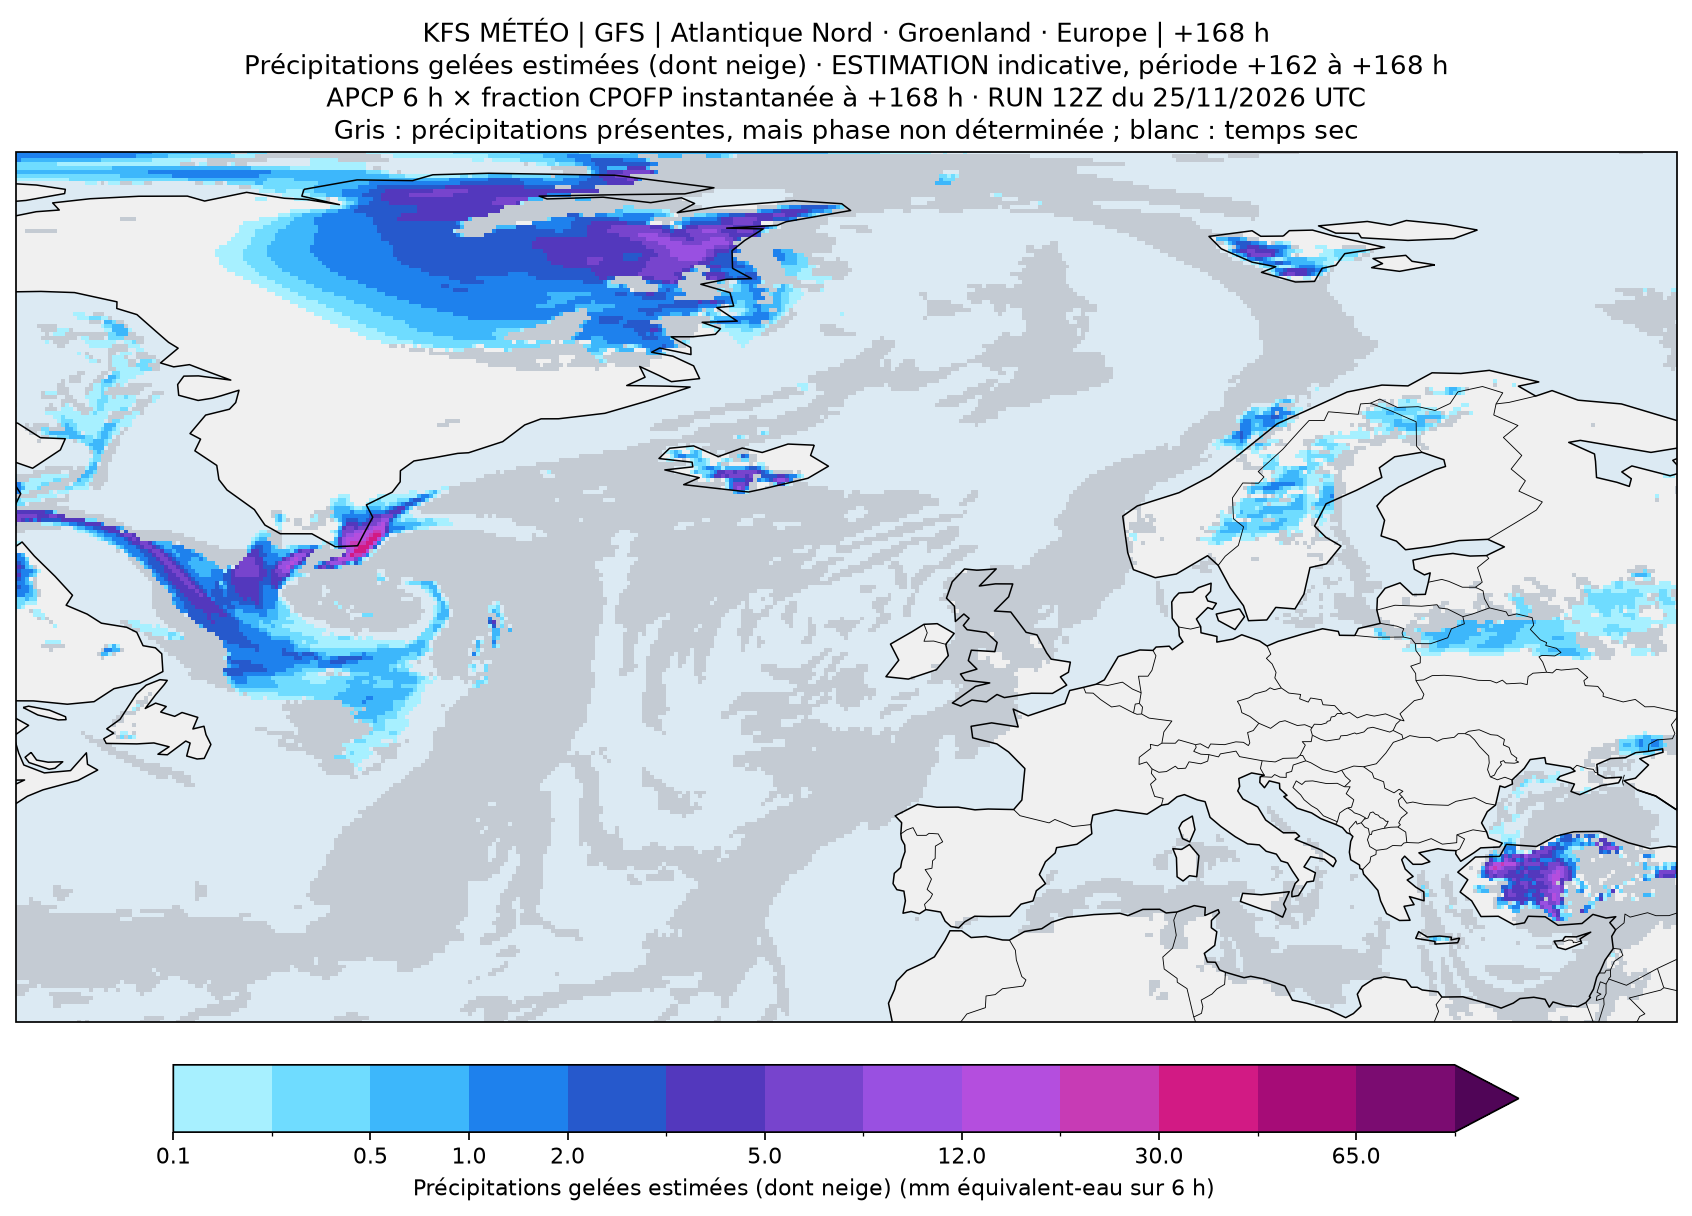 KFS MÉTÉO | GFS | Atlantique Nord · Groenland · Europe | +168 h
Précipitations gelées estimées (dont neige) · ESTIMATION indicative, période +162 à +168 h
APCP 6 h × fraction CPOFP instantanée à +168 h · RUN 12Z du 25/11/2026 UTC
Gris : précipitations présentes, mais phase non déterminée ; blanc : temps sec
0.1 0.5 1.0 2.0 5.0 12.0 30.0 65.0
Précipitations gelées estimées (dont neige) (mm équivalent-eau sur 6 h)